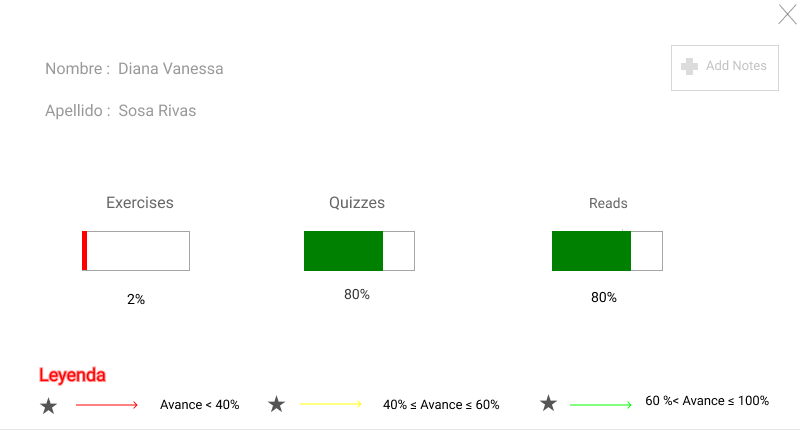 Nombre :  Diana Vanessa
Add Notes
Apellido :  Sosa Rivas
Exercises
Quizzes
Reads
2%
80%
80%
Leyenda
Avance < 40%
40% ≤ Avance ≤ 60%
60 %< Avance ≤ 100%